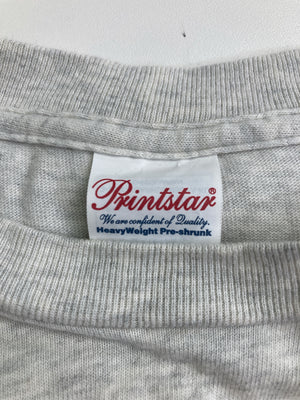 Printstar®
We are confident of Quality.
HeavyWeight Pre-shrunk